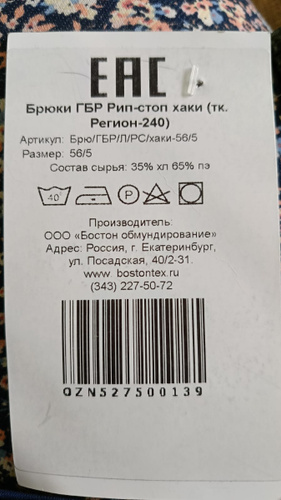 ЕАС
Брюки ГБР Рип-стоп хаки (тк.
Регион-240)
Артикул: Брю/ГБР/Л/РС/хаки-56/5
Размер: 56/5
Состав сырья: 35% хл 65% пэ
40
P
Производитель:
ООО «Бостон обмундирование»
Адрес: Россия, г. Екатеринбург,
ул. Посадская, 40/2-31.
www. bostontex.ru
(343) 227-50-72
OZN527500139